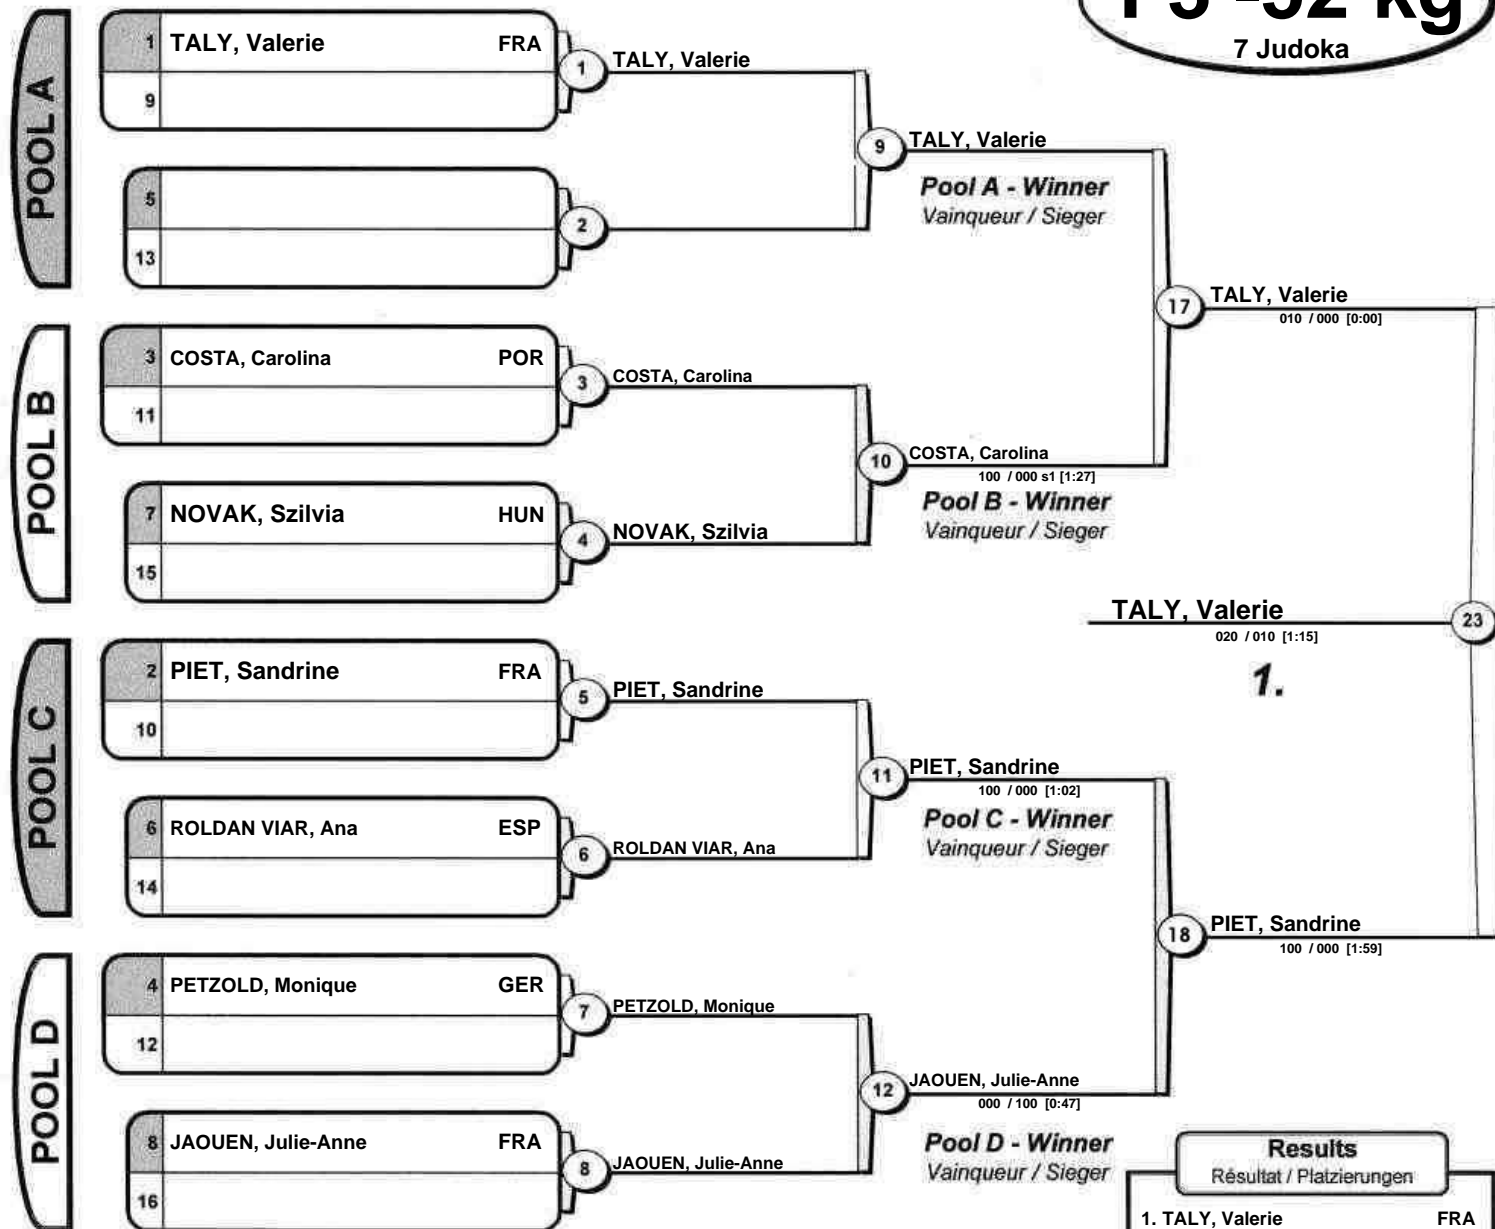 F3 -52 kg
7 Judoka
POOL A
1 TALY, Valerie FRA
9
5
13
1 TALY, Valerie
2
9 TALY, Valerie
Pool A - Winner
Vainqueur / Sieger
POOL B
3 COSTA, Carolina POR
11
7 NOVAK, Szilvia HUN
15
3 COSTA, Carolina
4 NOVAK, Szilvia
10 COSTA, Carolina
100 / 000 s1 [1:27]
Pool B - Winner
Vainqueur / Sieger
17 TALY, Valerie
010 / 000 [0:00]
TALY, Valerie 23
020 / 010 [1:15]
1.
POOL C
2 PIET, Sandrine FRA
10
6 ROLDAN VIAR, Ana ESP
14
5 PIET, Sandrine
6 ROLDAN VIAR, Ana
11 PIET, Sandrine
100 / 000 [1:02]
Pool C - Winner
Vainqueur / Sieger
18 PIET, Sandrine
100 / 000 [1:59]
POOL D
4 PETZOLD, Monique GER
12
8 JAOUEN, Julie-Anne FRA
16
7 PETZOLD, Monique
8 JAOUEN, Julie-Anne
12 JAOUEN, Julie-Anne
000 / 100 [0:47]
Pool D - Winner
Vainqueur / Sieger
Results
Résultat / Platzierungen
1. TALY, Valerie FRA